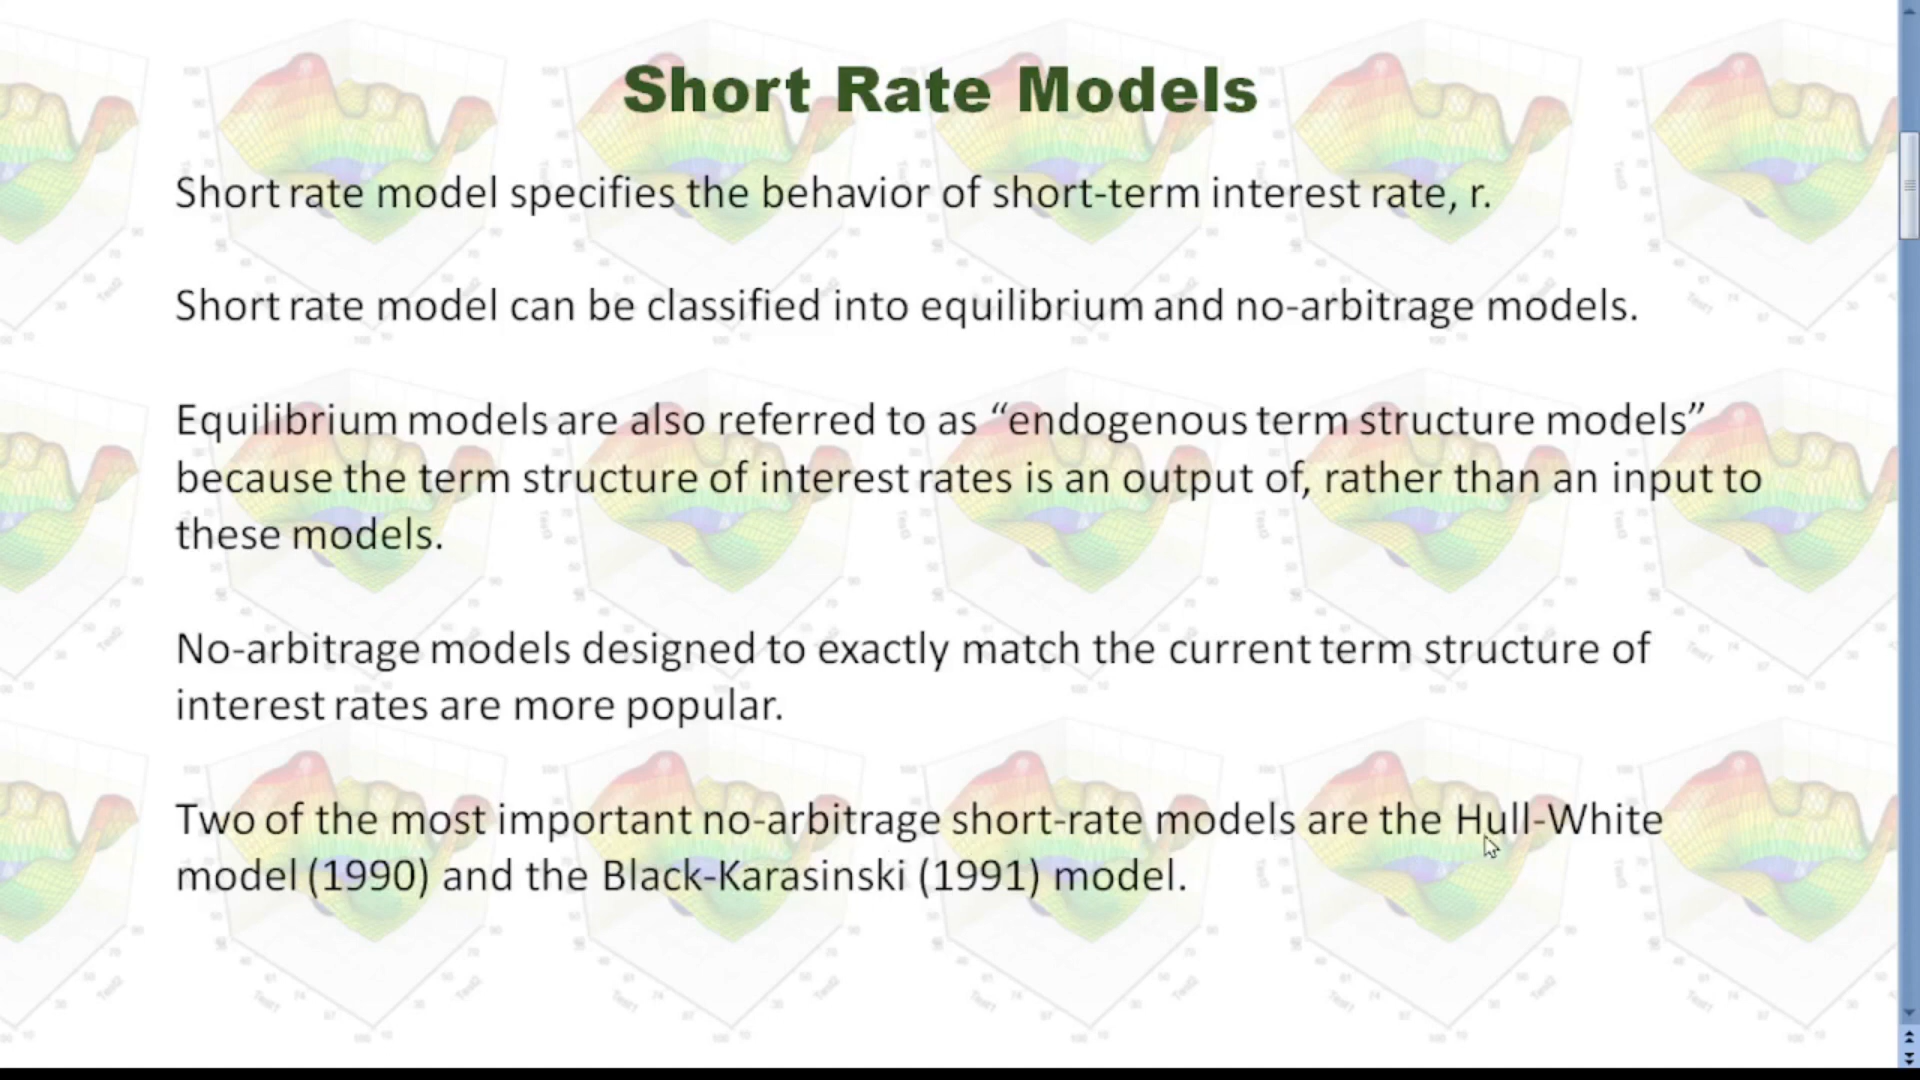 Short Rate Models
Short rate model specifies the behavior of short-term interest rate, r.
Short rate model can be classified into equilibrium and no-arbitrage models.
Equilibrium models are also referred to as “endogenous term structure models”
because the term structure of interest rates is an output of, rather than an input to
these models.
No-arbitrage models designed to exactly match the current term structure of
interest rates are more popular.
Two of the most important no-arbitrage short-rate models are the Hull-White
model (1990) and the Black-Karasinski (1991) model.